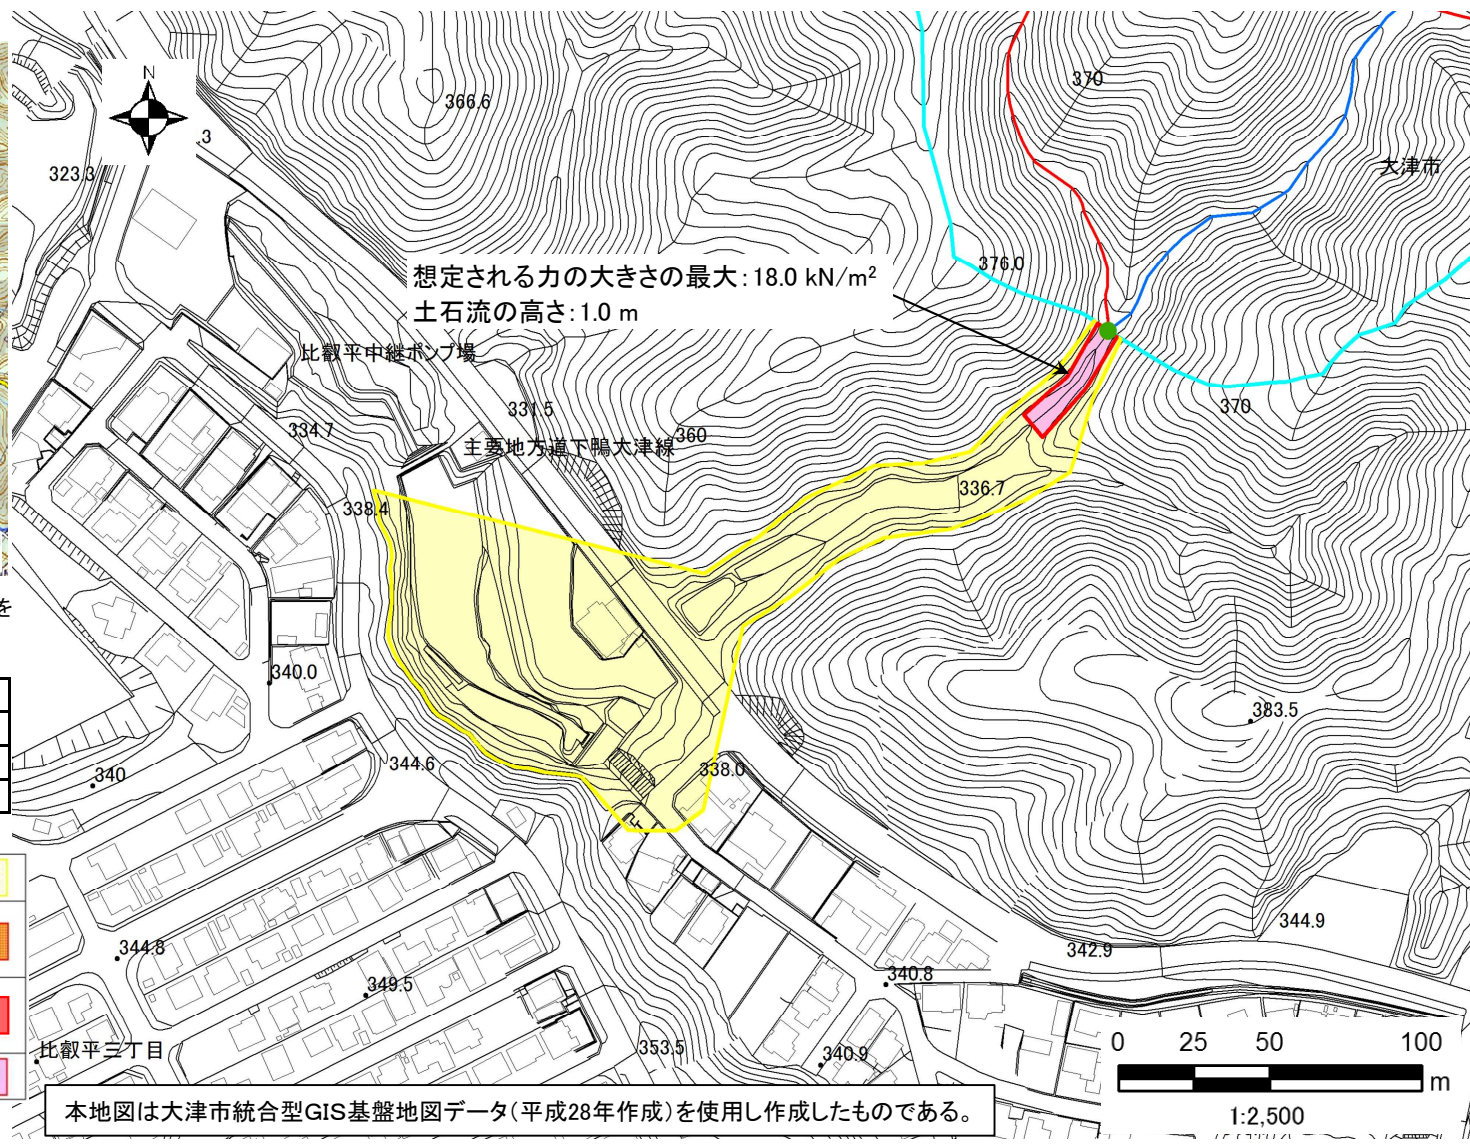 N
366.6
370
.3
323.3
大津市
376.0
想定される力の大きさの最大:18.0 kN/m²
土石流の高さ:1.0 m
比叡平中継ポンプ場
331.5
370
334.7
主要地方道下鴨大津線
360
336.7
338.4
を
340.0
383.5
344.6
338.0
340
344.9
344.8
342.9
340.8
349.5
比叡平三丁目
353.5
340.9
0 25 50 100
m
1:2,500
本地図は大津市統合型GIS基盤地図データ(平成28年作成)を使用し作成したものである。